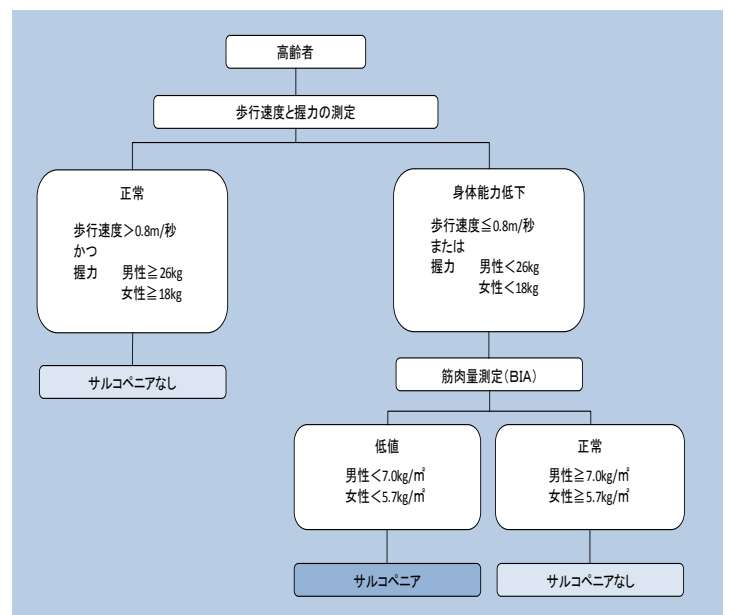 高齢者
歩行速度と握力の測定
正常
歩行速度＞0.8m/秒
かつ
握力　男性≧26kg
女性≧18kg
身体能力低下
歩行速度≦0.8m/秒
または
握力　男性＜26kg
女性＜18kg
サルコペニアなし
筋肉量測定（BIA）
低値
男性＜7.0kg/㎡
女性＜5.7kg/㎡
正常
男性≧7.0kg/㎡
女性≧5.7kg/㎡
サルコペニア
サルコペニアなし